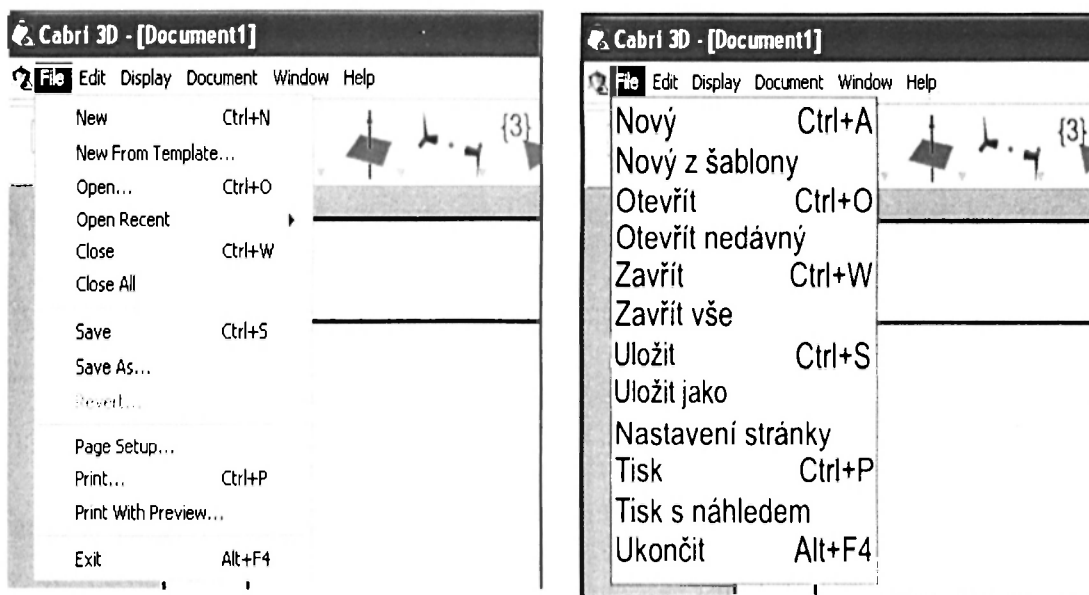 Cabri 3D - [Document1]
File Edit Display Document Window Help
New Ctrl+N
New From Template...
Open... Ctrl+O
Open Recent
Close Ctrl+W
Close All
Save Ctrl+S
Save As...
Revert...
Page Setup...
Print... Ctrl+P
Print With Preview...
Exit Alt+F4
{3}
Cabri 3D - [Document1]
File Edit Display Document Window Help
Nový Ctrl+A
Nový z šablony
Otevřít Ctrl+O
Otevřít nedávný
Zavřít Ctrl+W
Zavřít vše
Uložit Ctrl+S
Uložit jako
Nastavení stránky
Tisk Ctrl+P
Tisk s náhledem
Ukončit Alt+F4
{3}